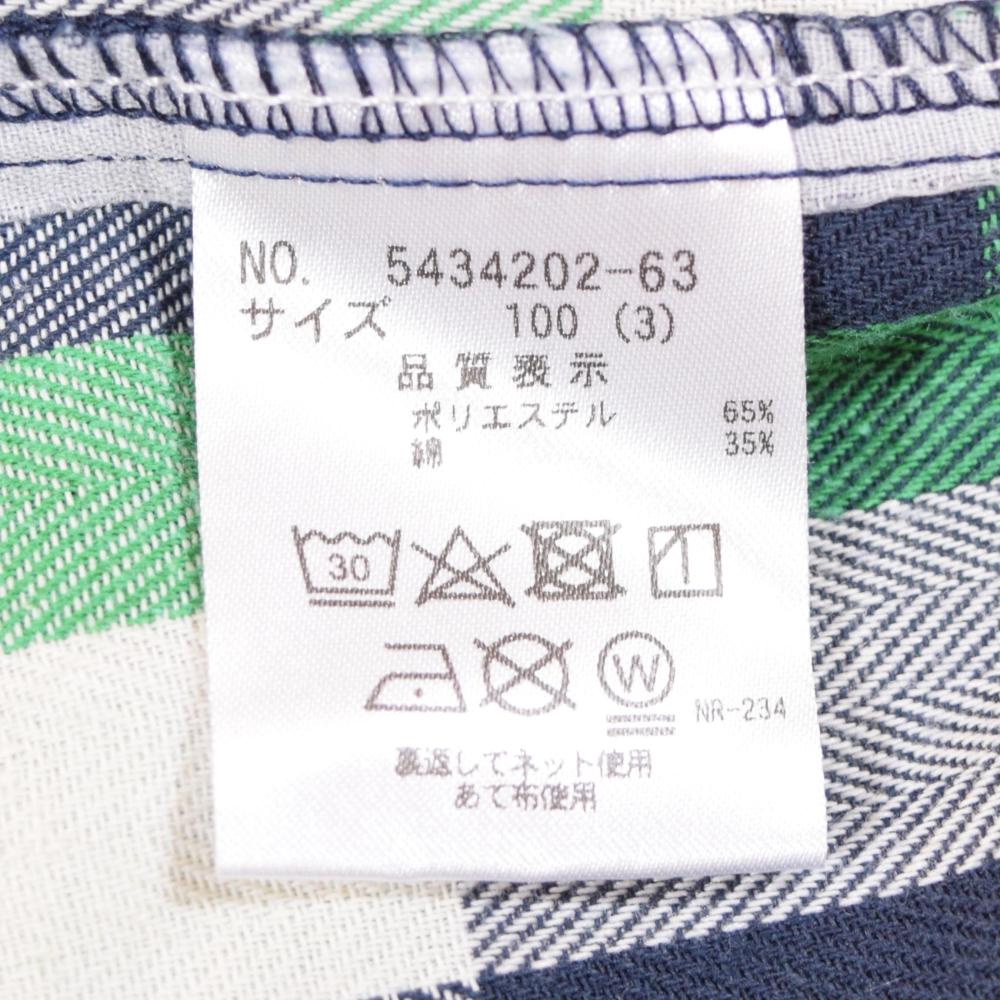 NO. 5434202-63
サイズ 100 (3)
品質表示
ポリエステル 65%
綿 35%
30
W
NR-234
裏返してネット使用
あて布使用